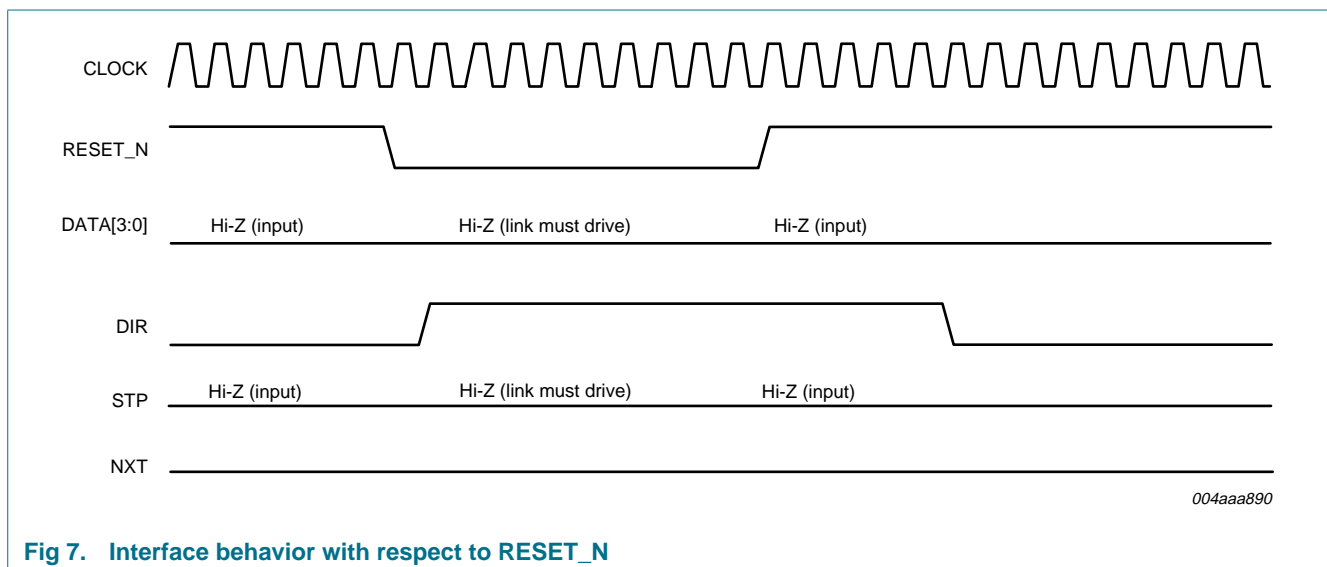 CLOCK
RESET_N
DATA[3:0] Hi-Z (input) Hi-Z (link must drive) Hi-Z (input)
DIR
STP Hi-Z (input) Hi-Z (link must drive) Hi-Z (input)
NXT
004aaa890
Fig 7. Interface behavior with respect to RESET_N